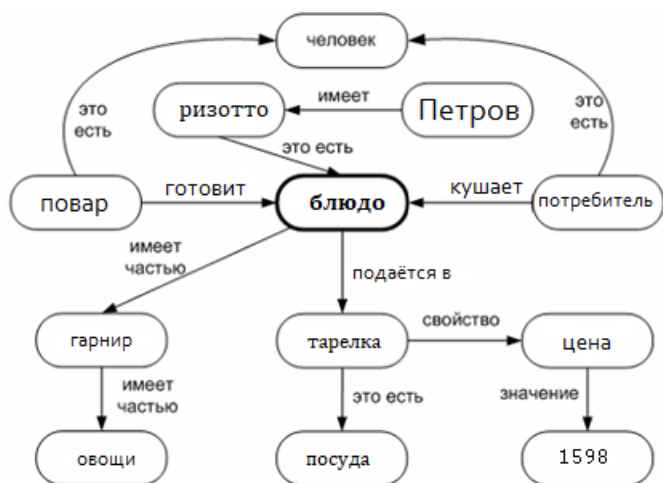 человек
это
есть
ризотто
имеет
Петров
это
есть
это есть
повар
готовит
блюдо
кушает
потребитель
имеет
частью
подаётся в
гарнир
тарелка
свойство
цена
имеет
частью
это есть
значение
овощи
посуда
1598